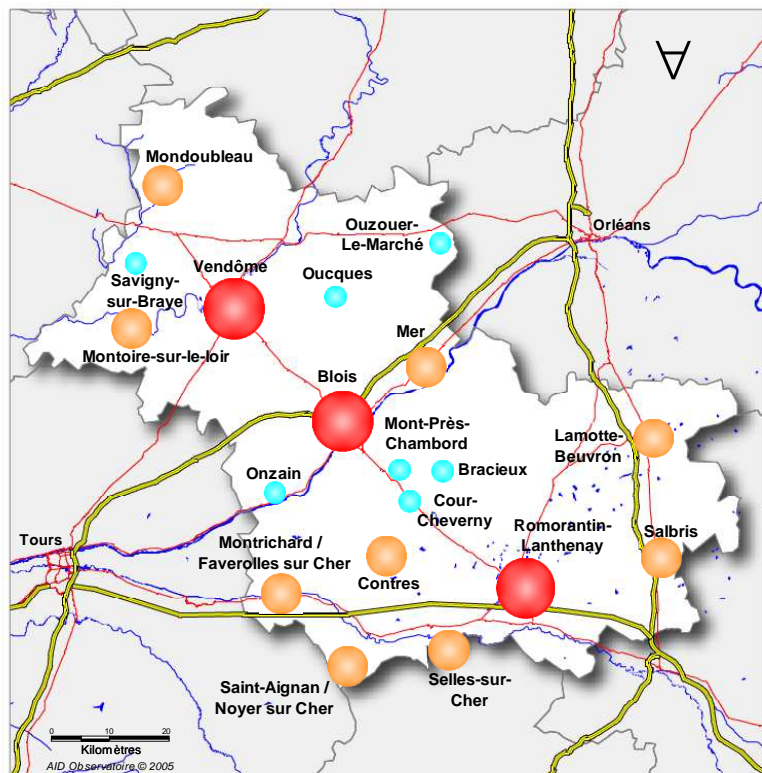 Mondoubleau
Ouzouer-
Le-Marché
Orléans
Savigny-
sur-Braye
Vendôme
Oucques
Montoire-sur-le-loir
Mer
Blois
Mont-Près-
Chambord
Lamotte-
Beuvron
Onzain
Bracieux
Cour-
Cheverny
Tours
Montrichard /
Faverolles sur Cher
Contres
Romorantin-
Lanthenay
Salbris
Saint-Aignan /
Noyer sur Cher
Selles-sur-
Cher
0 10 20
Kilomètres
AID Observatoire © 2005